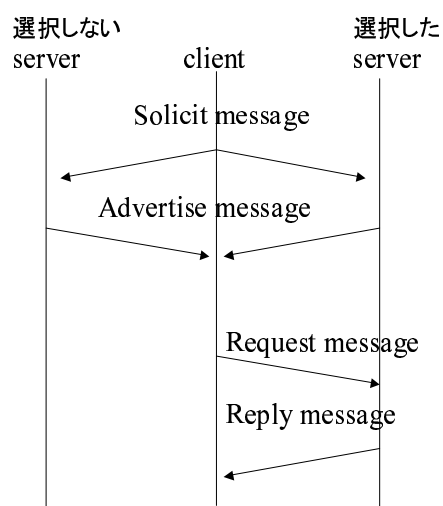 選択しない
server
client
選択した
server
Solicit message
Advertise message
Request message
Reply message